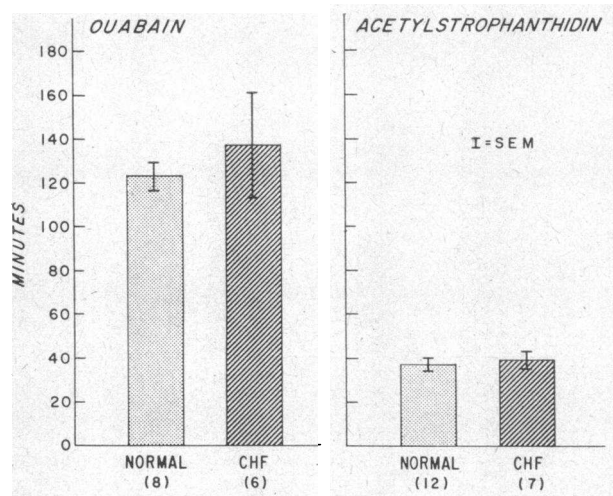 OUABAIN
ACETYLSTROPHANTHIDIN
180
160
140
120
100
80
60
40
20
0
MINUTES
I=SEM
NORMAL
(8)
CHF
(6)
NORMAL
(12)
CHF
(7)